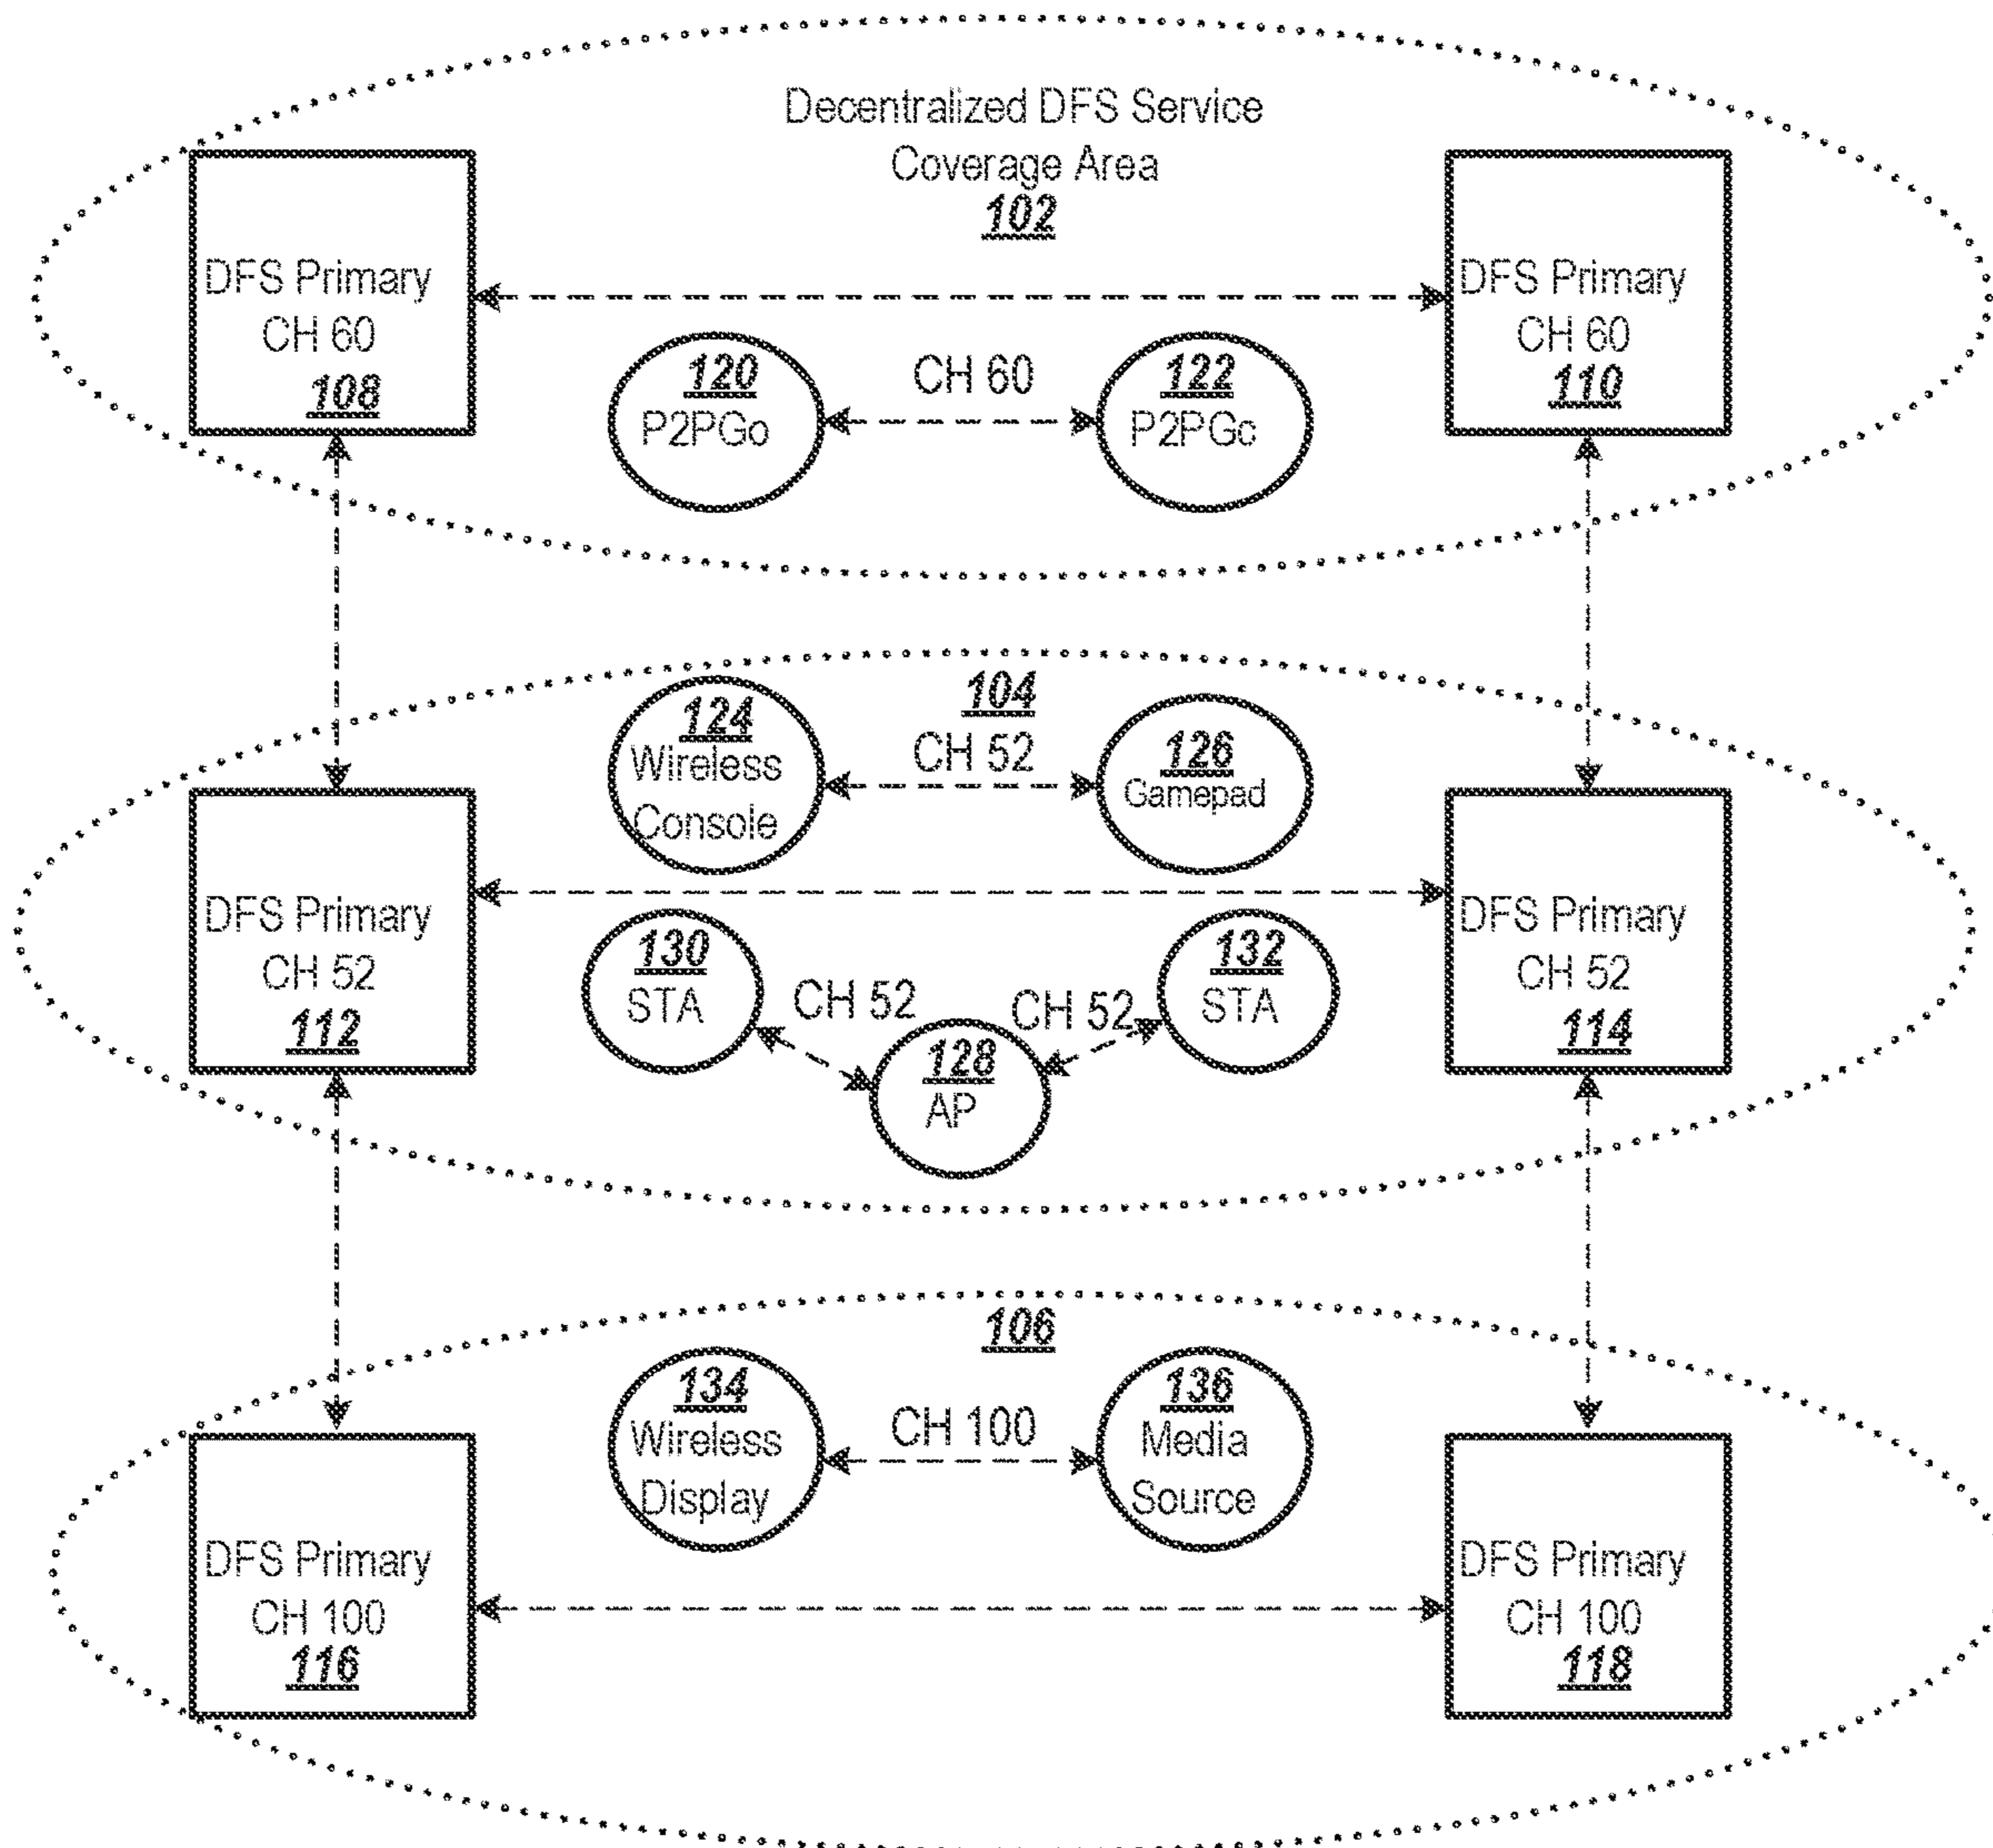 Decentralized DFS Service
Coverage Area
102
DFS Primary
CH 60
108
DFS Primary
CH 60
110
120
P2PGo
CH 60
122
P2PGc
104
124
Wireless
Console
CH 52
126
Gamepad
DFS Primary
CH 52
112
DFS Primary
CH 52
114
130
STA
CH 52
CH 52
132
STA
128
AP
106
134
Wireless
Display
CH 100
136
Media
Source
DFS Primary
CH 100
116
DFS Primary
CH 100
118